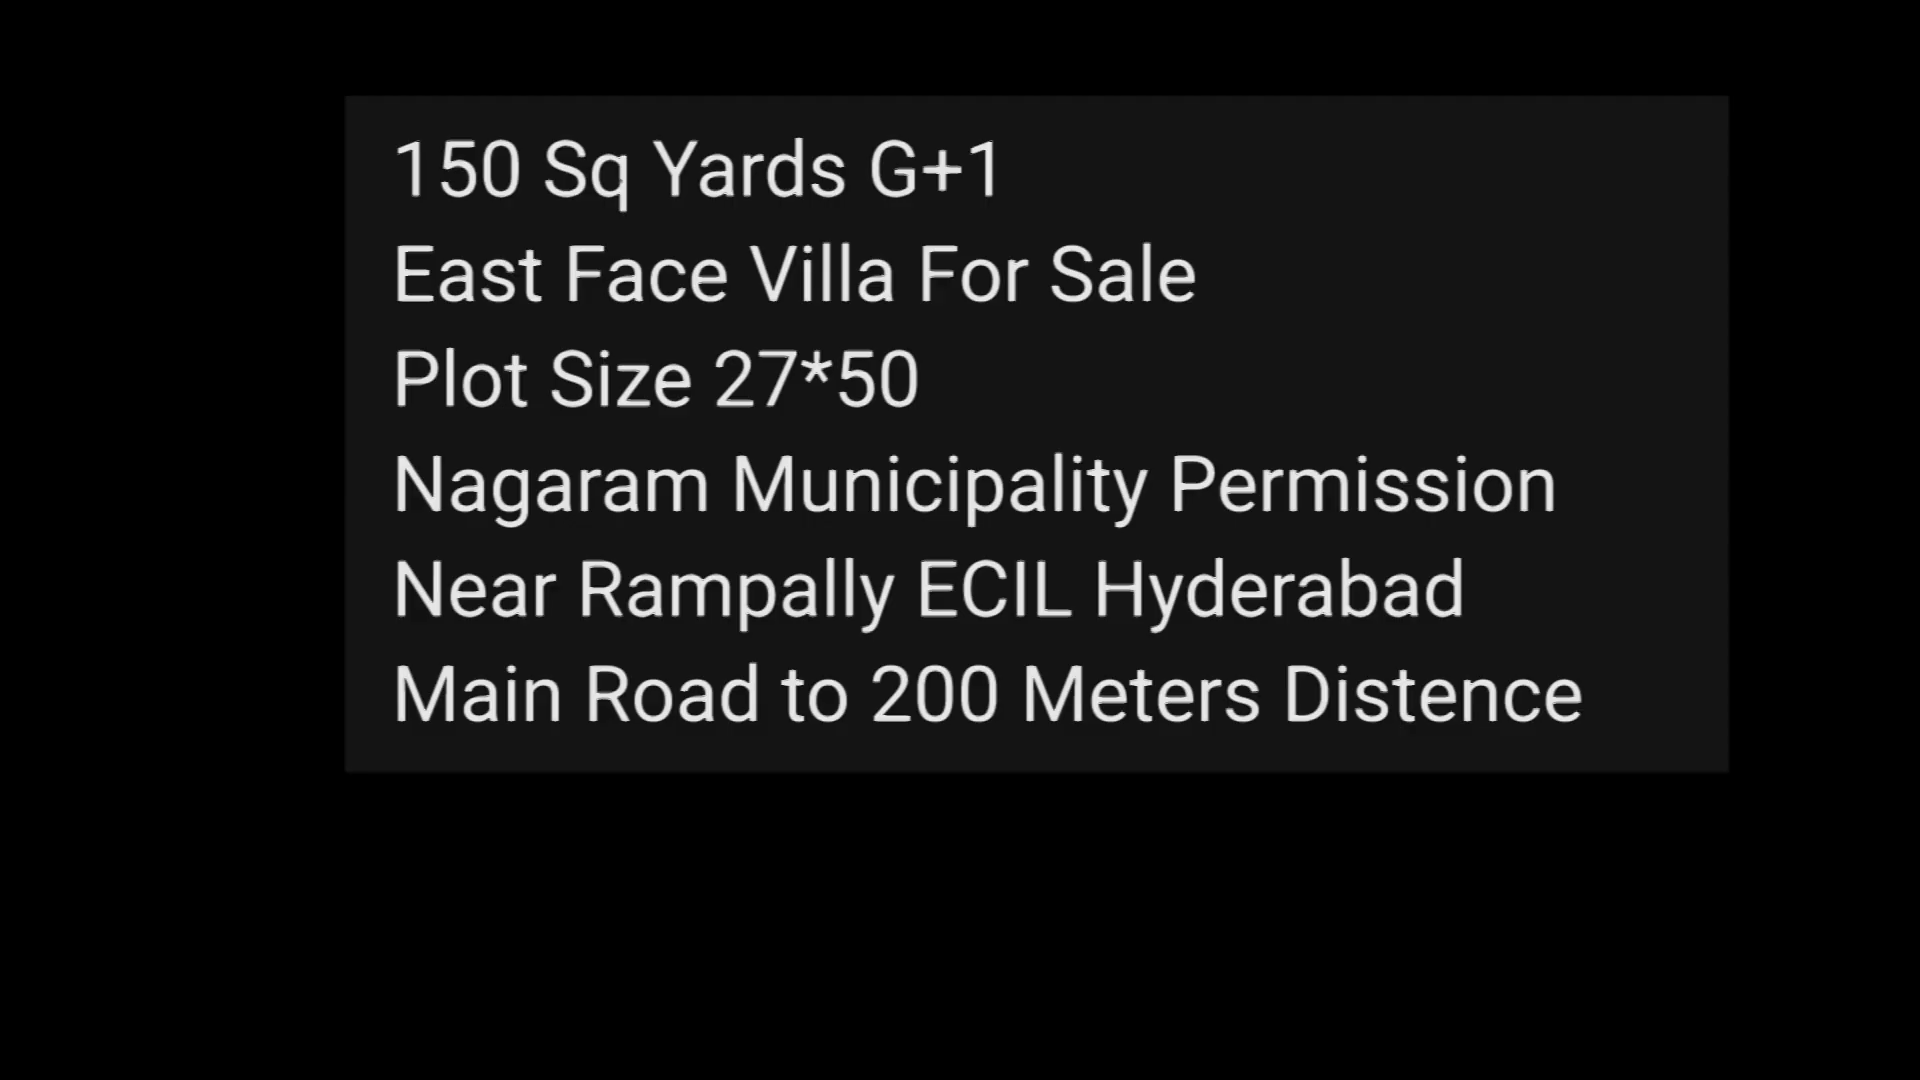 150 Sq Yards G+1
East Face Villa For Sale
Plot Size 27*50
Nagaram Municipality Permission
Near Rampally ECIL Hyderabad
Main Road to 200 Meters Distence